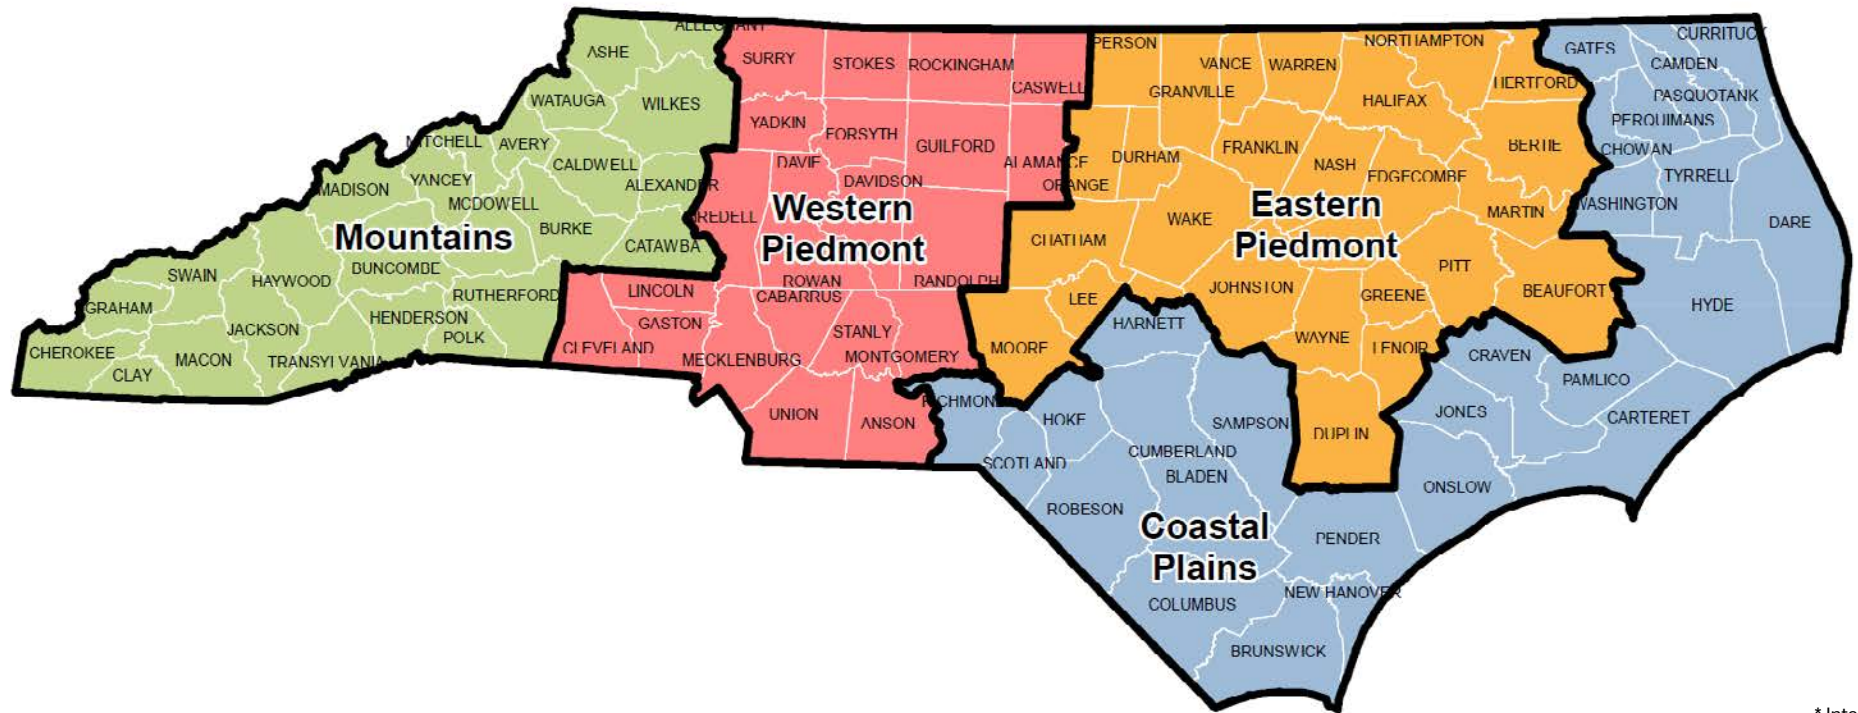 ALLEGHANY
ASHE
WATAUGA
WILKES
MITCHELL
AVERY
CALDWELL
ALEXANDER
MADISON
YANCEY
MCDOWELL
BURKE
CATAWBA
Mountains
SWAIN
HAYWOOD
BUNCOMBE
RUTHERFORD
GRAHAM
JACKSON
HENDERSON
POLK
CHEROKEE
CLAY
MACON
TRANSYLVANIA
SURRY
STOKES
ROCKINGHAM
CASWELL
YADKIN
FORSYTH
GUILFORD
ALAMANCE
DAVIE
DAVIDSON
IREDELL
Western
Piedmont
ROWAN
RANDOLPH
LINCOLN
CABARRUS
GASTON
STANLY
CLEVELAND
MECKLENBURG
MONTGOMERY
UNION
ANSON
PERSON
VANCE
WARREN
NORTHAMPTON
GRANVILLE
HALIFAX
HERTFORD
ORANGE
DURHAM
FRANKLIN
NASH
EDGECOMBE
BERTIE
MARTIN
WAKE
CHATHAM
Eastern
Piedmont
PITT
BEAUFORT
LEE
JOHNSTON
GREENE
WAYNE
LENOIR
MOORE
DUPLIN
GATES
CURRITUCK
CAMDEN
PASQUOTANK
PERQUIMANS
CHOWAN
TYRRELL
WASHINGTON
DARE
HYDE
HARNETT
CRAVEN
PAMLICO
JONES
CARTERET
RICHMOND
HOKE
SAMPSON
SCOTLAND
CUMBERLAND
BLADEN
ONSLOW
ROBESON
Coastal
Plains
PENDER
COLUMBUS
NEW HANOVER
BRUNSWICK